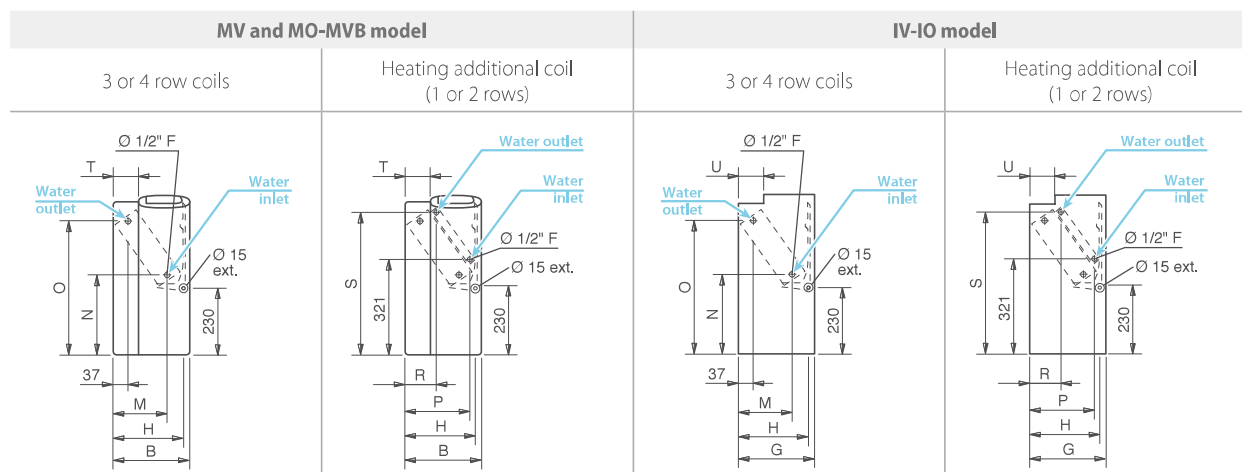 MV and MO-MVB model
IV-IO model
3 or 4 row coils
Heating additional coil
(1 or 2 rows)
3 or 4 row coils
Heating additional coil
(1 or 2 rows)
Ø 1/2" F
T
Water
outlet
Water
inlet
Ø 15
ext.
O
N
230
37
M
H
B
Water outlet
T
Water
inlet
Ø 1/2" F
Ø 15 ext.
S
321
230
R
P
H
B
Ø 1/2" F
U
Water
outlet
Water
inlet
Ø 15
ext.
O
N
230
37
M
H
G
Water outlet
U
Water
inlet
Ø 1/2" F
Ø 15 ext.
S
321
230
R
P
H
G